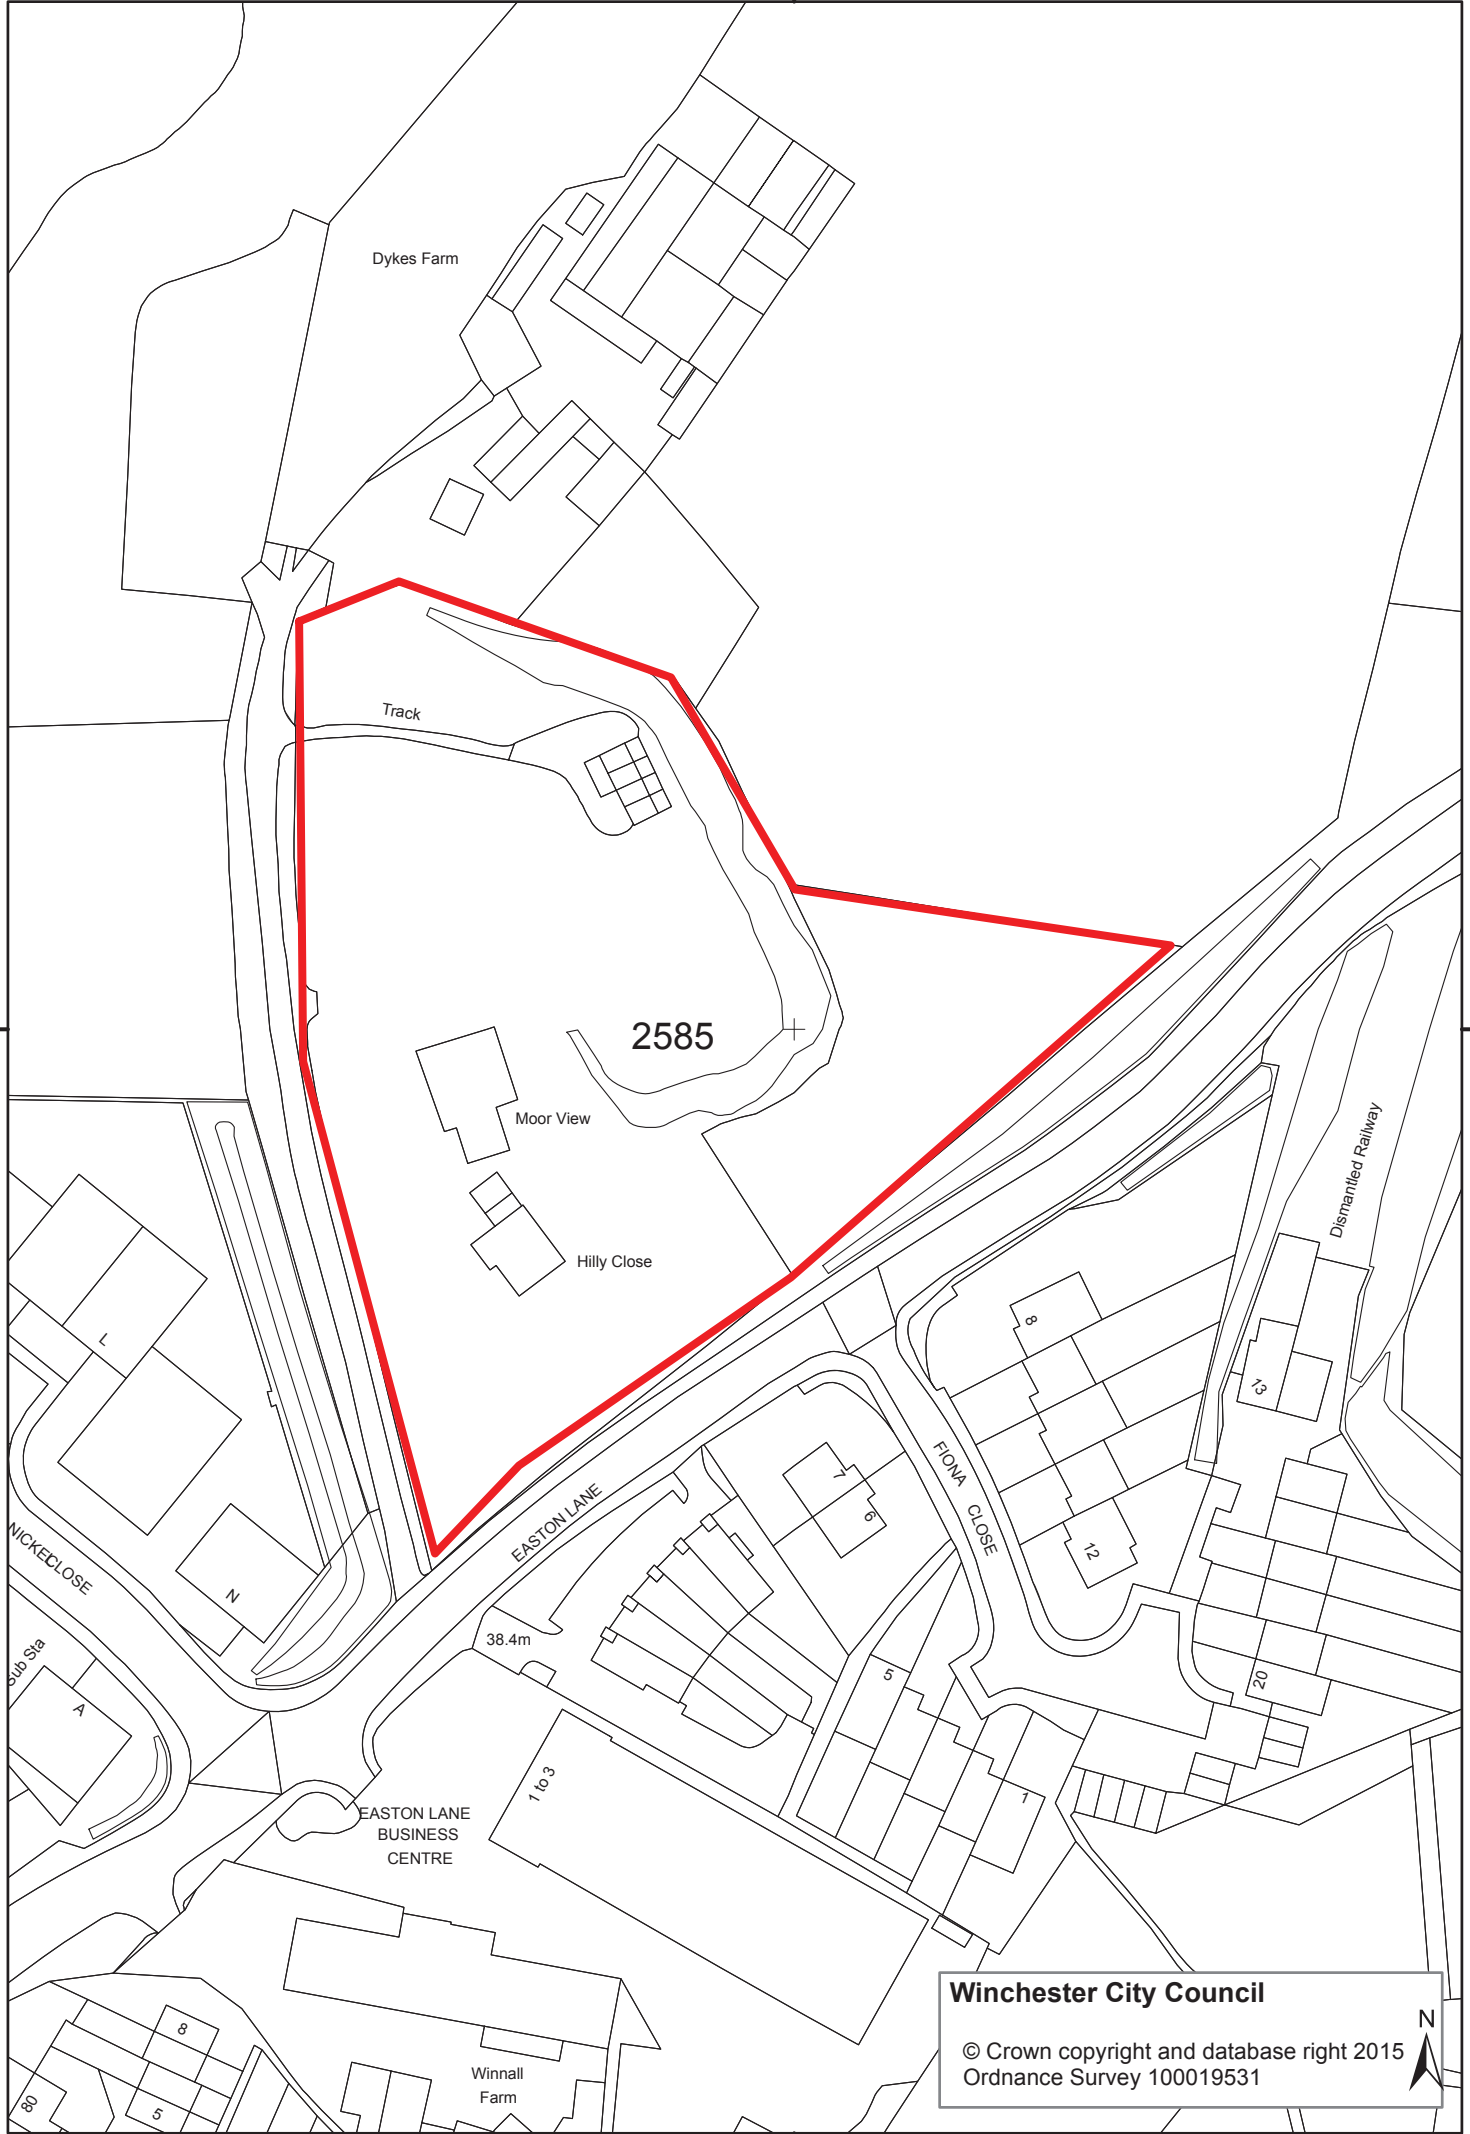 Dykes Farm
Track
2585
Moor View
Hilly Close
Dismantled Railway
L
8
13
EASTON LANE
7
6
FIONA CLOSE
12
NICKEL CLOSE
N
38.4m
Sub Sta
A
5
20
1 to 3
1
EASTON LANE
BUSINESS
CENTRE
Winchester City Council
N
© Crown copyright and database right 2015
Ordnance Survey 100019531
8
Winnall
Farm
80
5